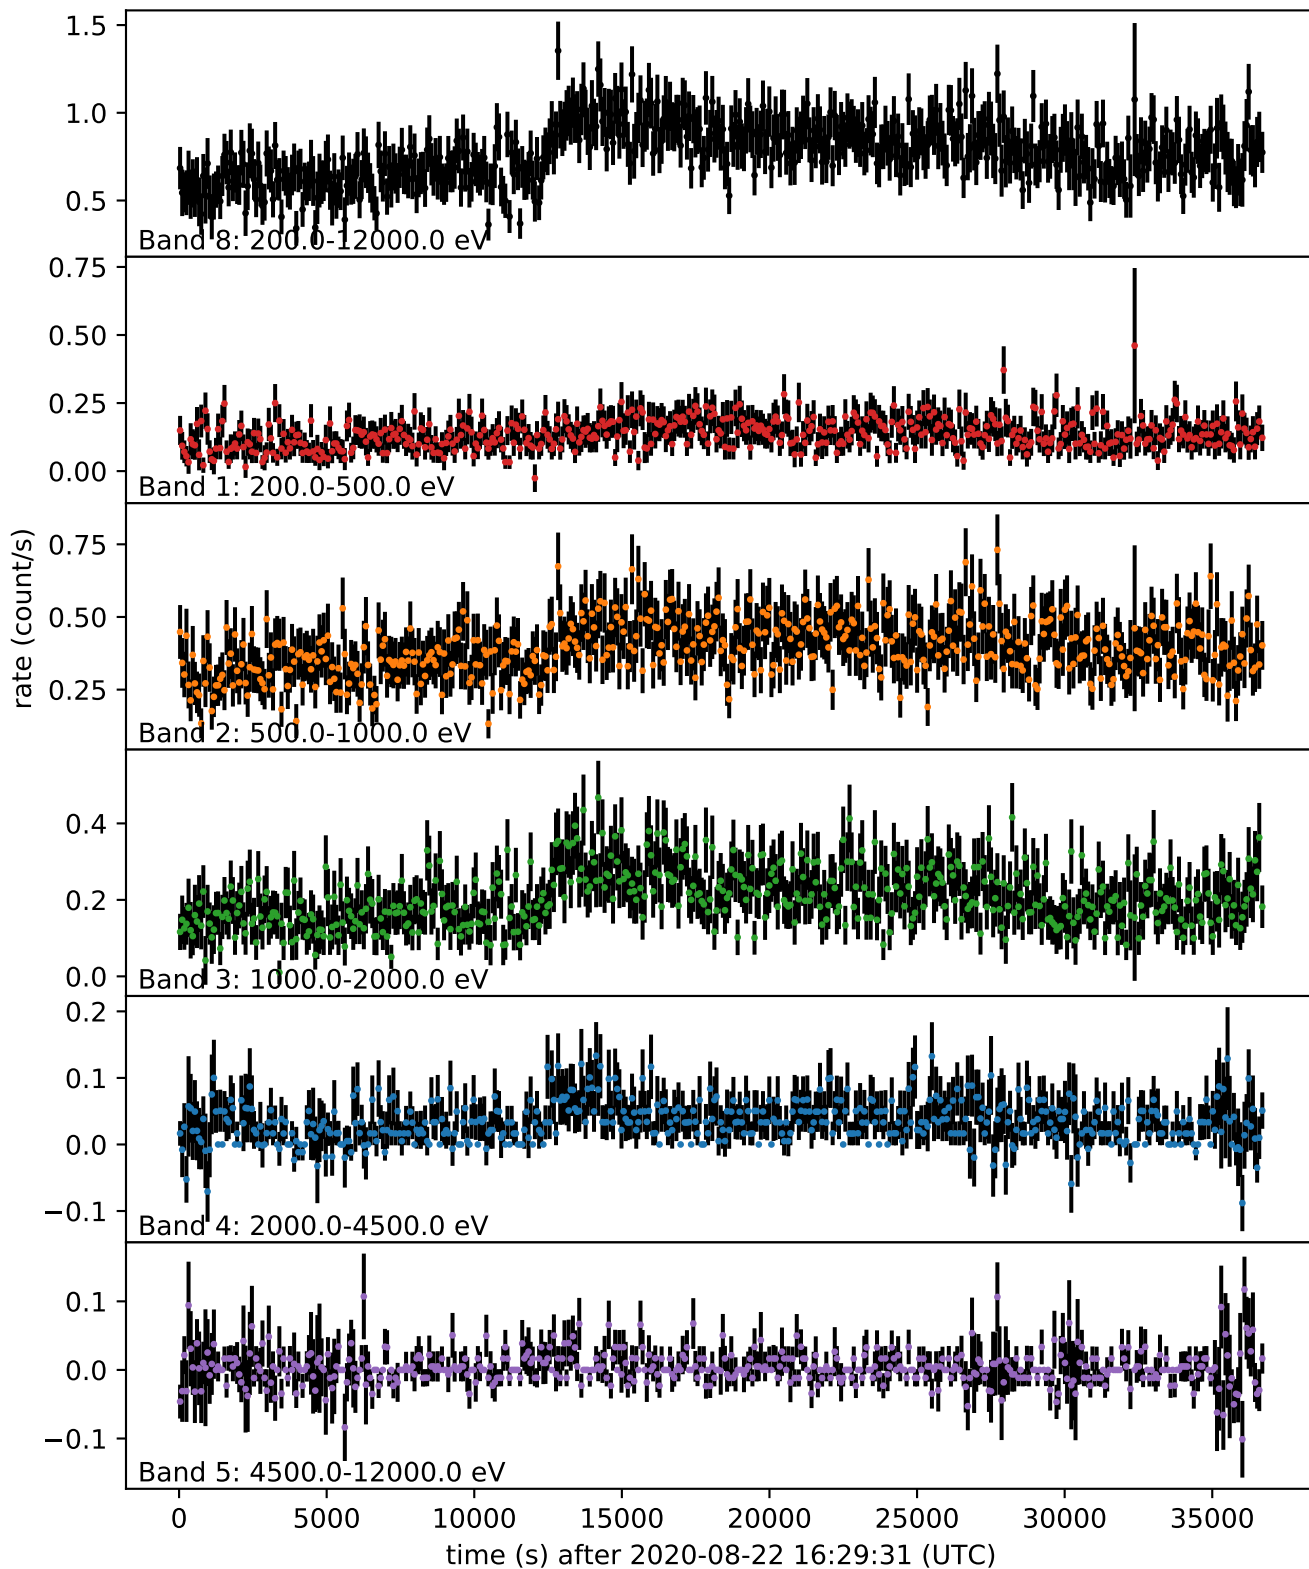 1.5
1.0
0.5
Band 8: 200.0-12000.0 eV
0.75
0.50
0.25
0.00
Band 1: 200.0-500.0 eV
rate (count/s)
0.75
0.50
0.25
Band 2: 500.0-1000.0 eV
0.4
0.2
0.0
Band 3: 1000.0-2000.0 eV
0.2
0.1
0.0
−0.1
Band 4: 2000.0-4500.0 eV
0.1
0.0
−0.1
Band 5: 4500.0-12000.0 eV
0 5000 10000 15000 20000 25000 30000 35000
time (s) after 2020-08-22 16:29:31 (UTC)